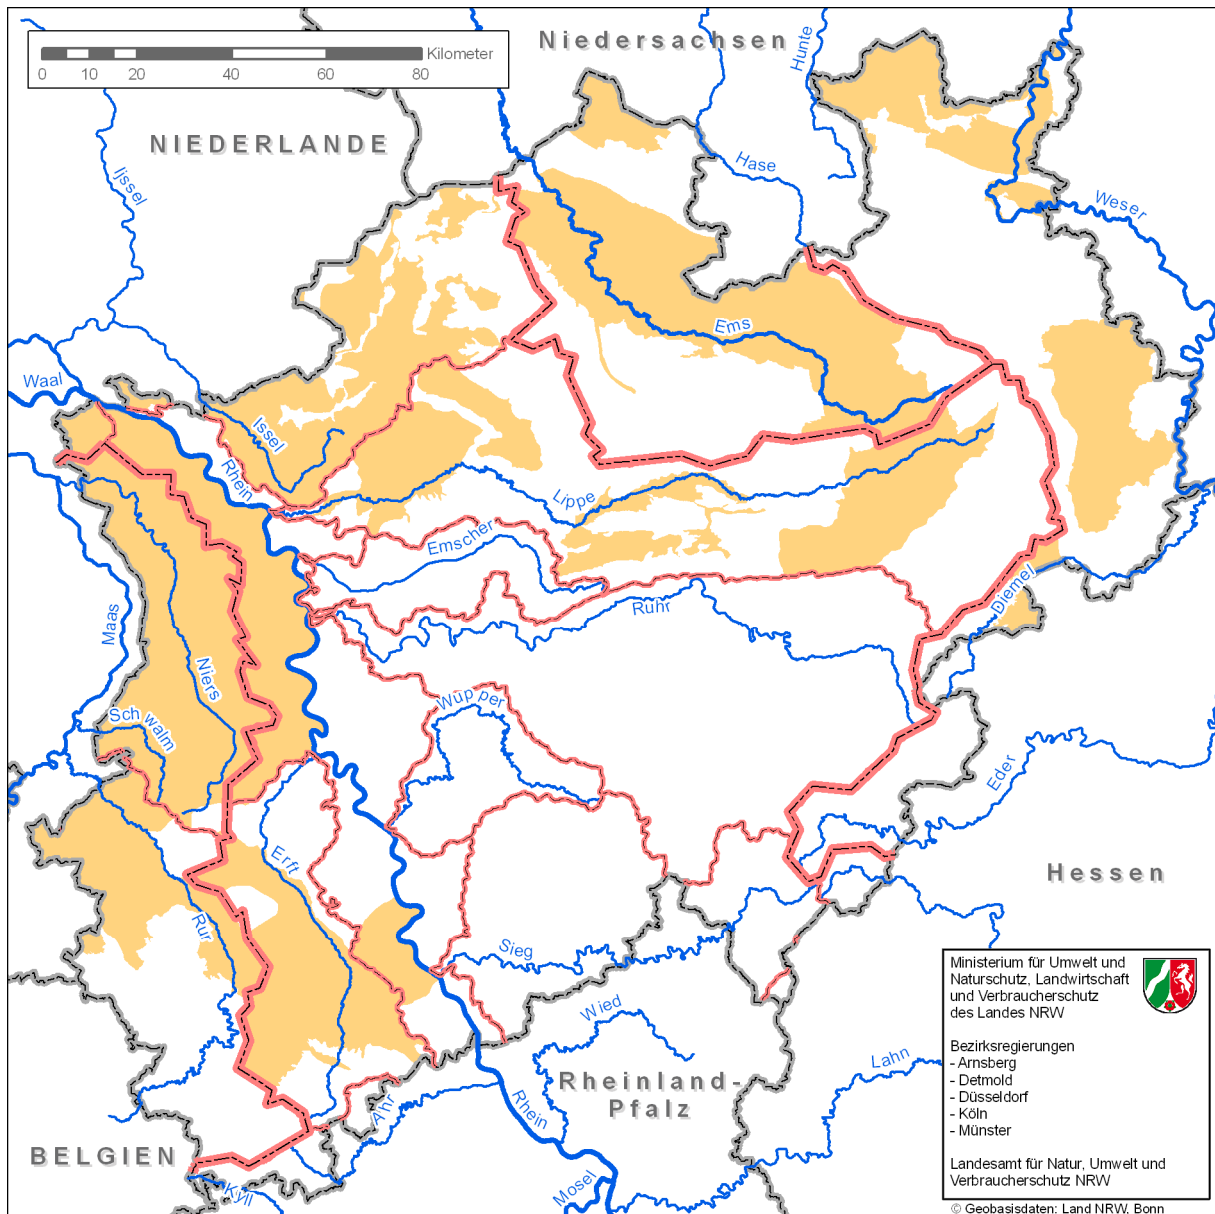 Niedersachsen
Kilometer
0 10 20 40 60 80
NIEDERLANDE
Hunte
Hase
Ijssel
Weser
Ems
Waal
Issel
Rhein
Lippe
Emscher
Maas
Ruhr
Diemel
Niers
Schwalm
Wupper
Eder
Erft
Hessen
Rur
Sieg
Wied
Lahn
Rheinland-
Pfalz
Ahr
Rhein
BELGIEN
Kyll
Mosel
Ministerium für Umwelt und
Naturschutz, Landwirtschaft
und Verbraucherschutz
des Landes NRW
Bezirksregierungen
- Arnsberg
- Detmold
- Düsseldorf
- Köln
- Münster
Landesamt für Natur, Umwelt und
Verbraucherschutz NRW
© Geobasisdaten: Land NRW, Bonn